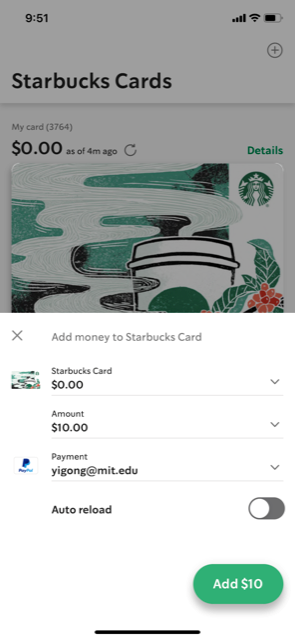 9:51
Starbucks Cards
My card (3764)
$0.00 as of 4m ago
Details
Add money to Starbucks Card
Starbucks Card
$0.00
Amount
$10.00
Payment
PayPal
yigong@mit.edu
Auto reload
Add $10